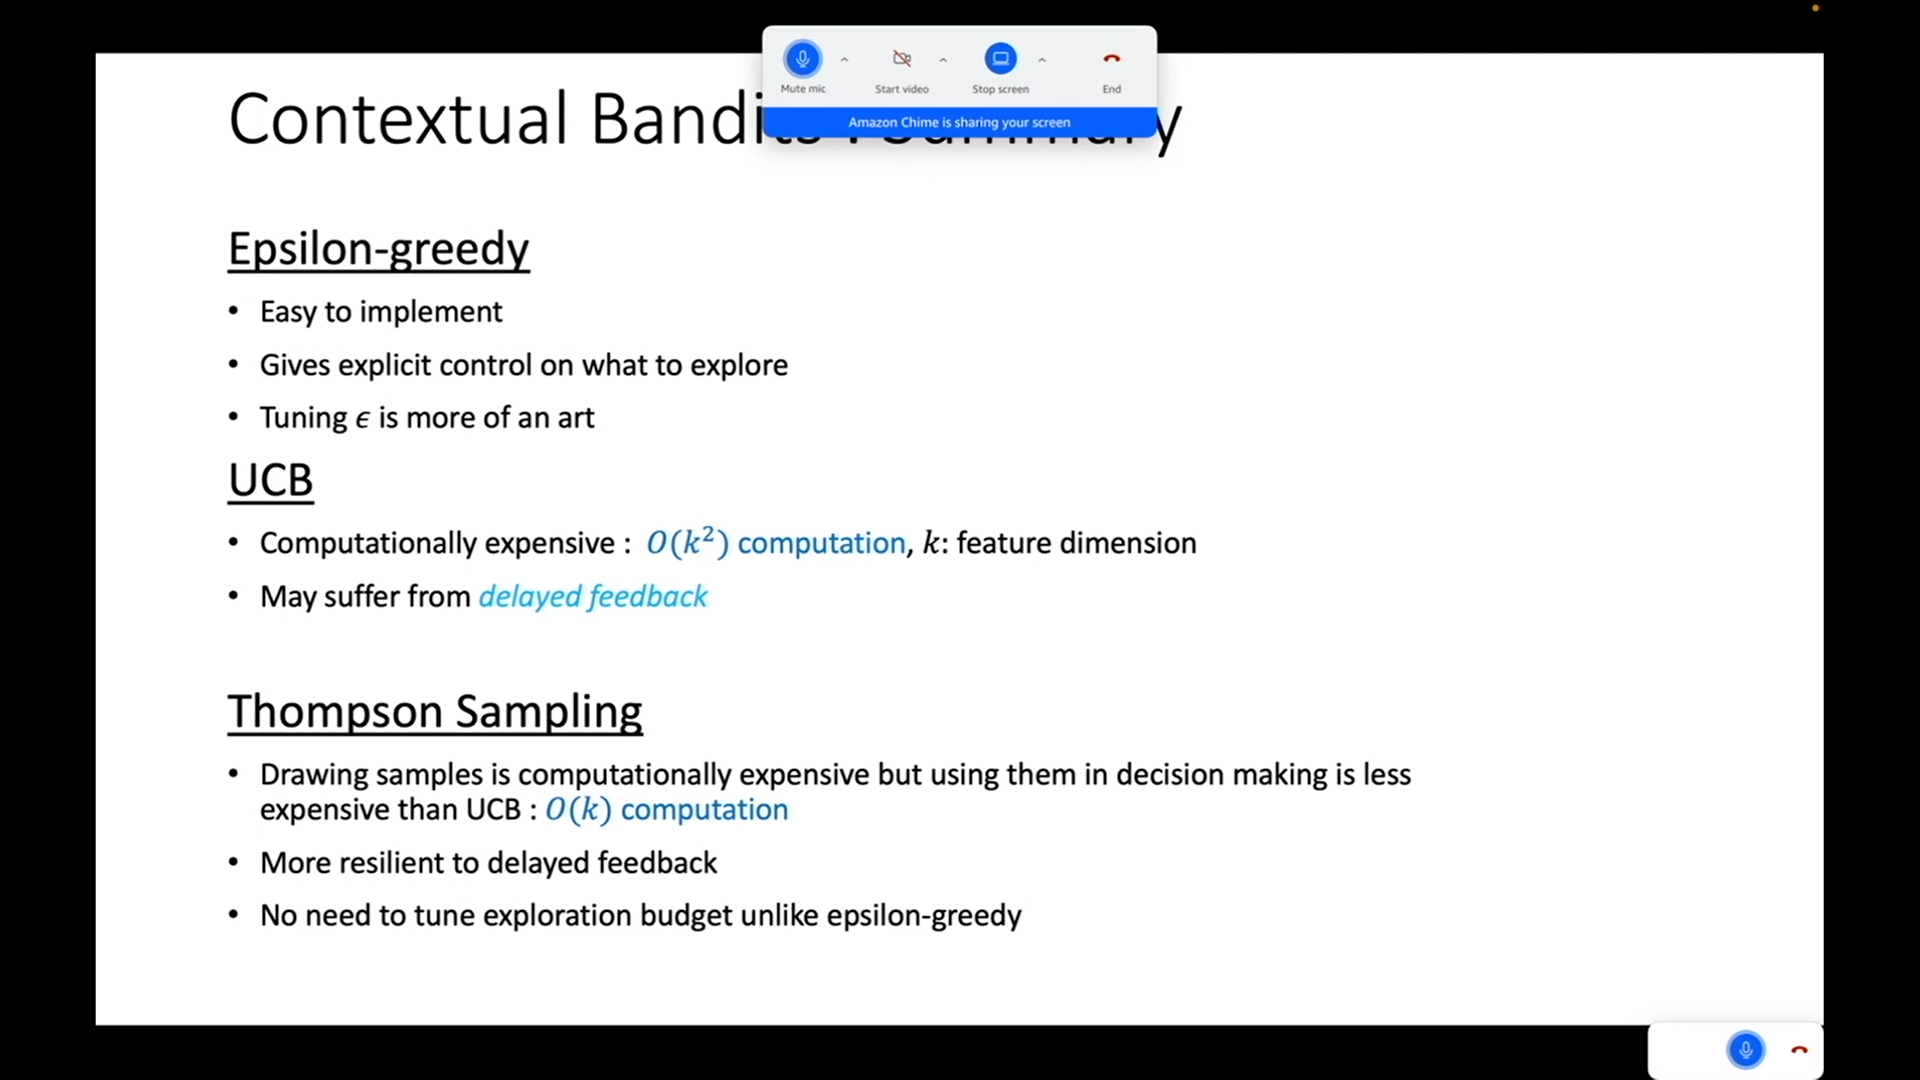 Mute mic
Start video
Stop screen
End
Amazon Chime is sharing your screen
Contextual Bandits : Summary
Epsilon-greedy
• Easy to implement
• Gives explicit control on what to explore
• Tuning ϵ is more of an art
UCB
• Computationally expensive : O(k²) computation, k: feature dimension
• May suffer from delayed feedback
Thompson Sampling
• Drawing samples is computationally expensive but using them in decision making is less
expensive than UCB : O(k) computation
• More resilient to delayed feedback
• No need to tune exploration budget unlike epsilon-greedy